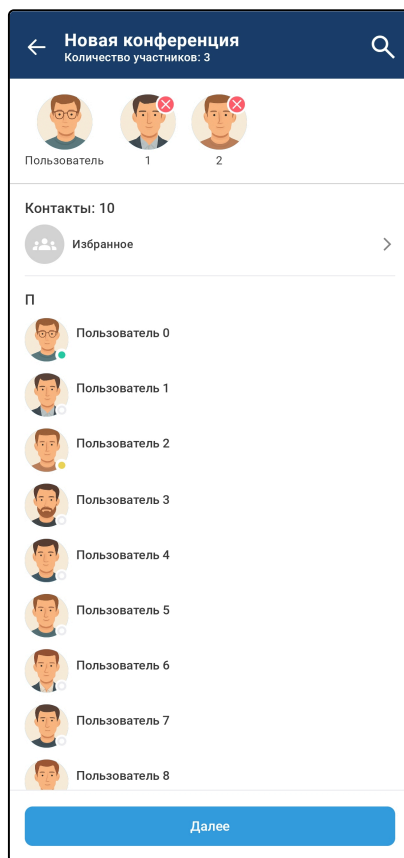 Новая конференция
Количество участников: 3
Пользователь 1 2
Контакты: 10
Избранное
П
Пользователь 0
Пользователь 1
Пользователь 2
Пользователь 3
Пользователь 4
Пользователь 5
Пользователь 6
Пользователь 7
Пользователь 8
Далее